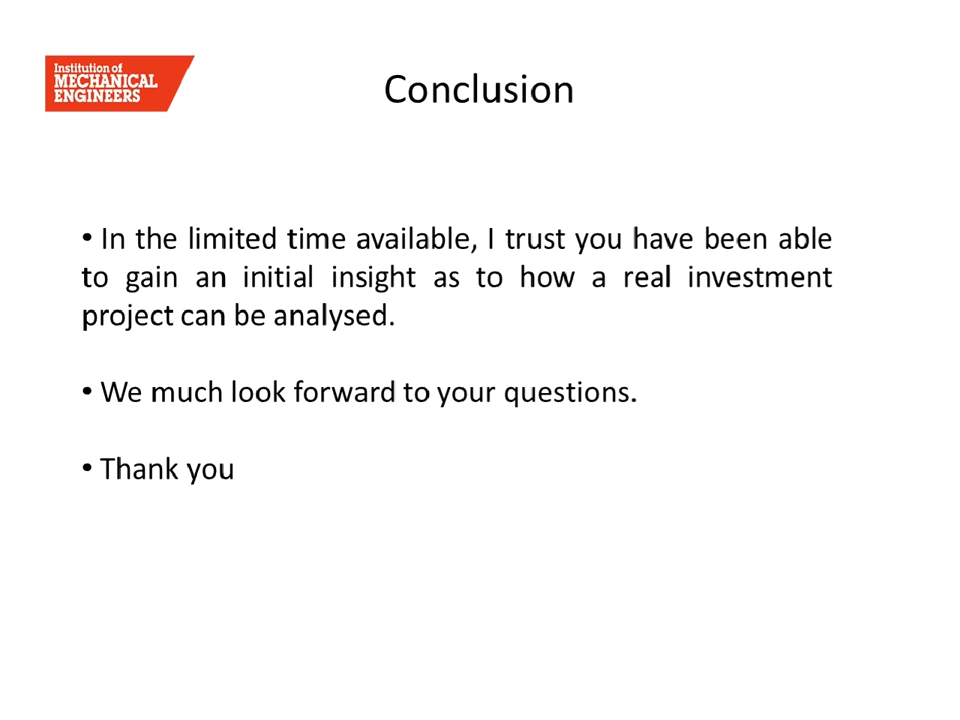 Institution of
MECHANICAL
ENGINEERS
Conclusion
• In the limited time available, I trust you have been able
to gain an initial insight as to how a real investment
project can be analysed.
• We much look forward to your questions.
• Thank you